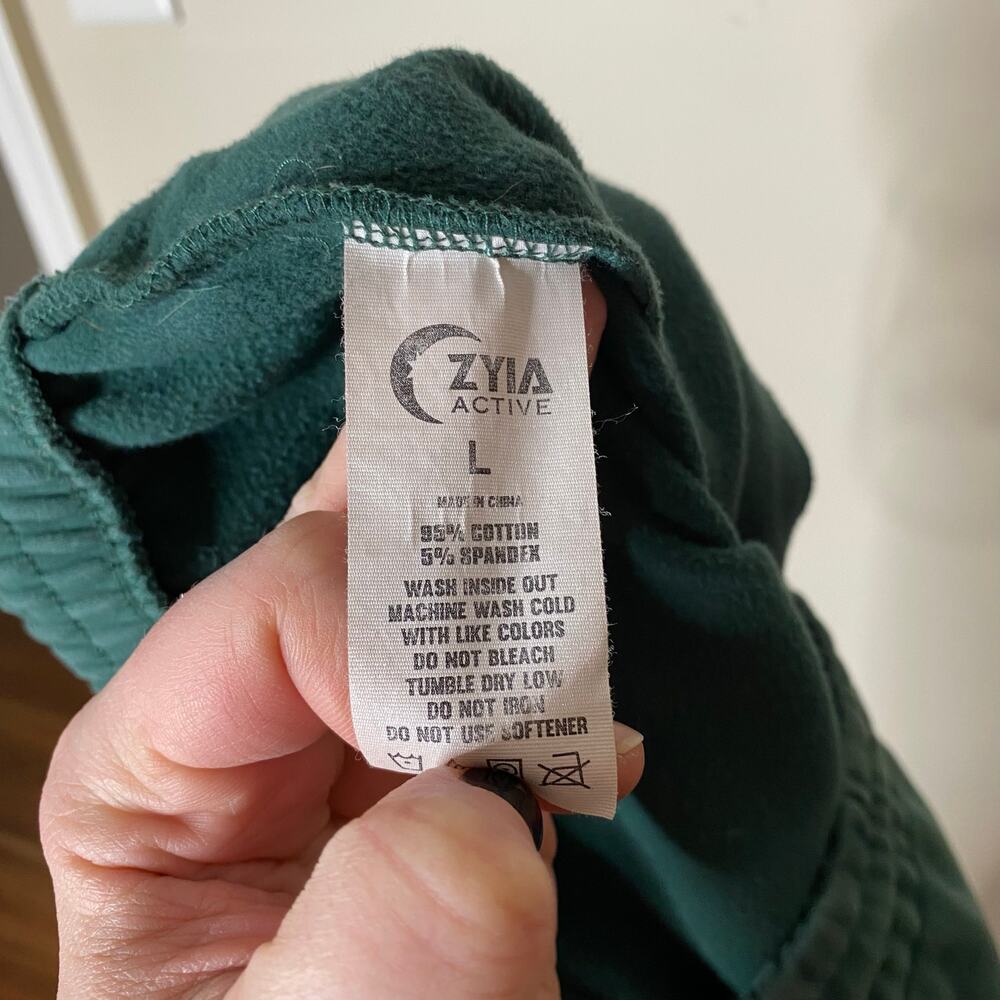 ZYIA
ACTIVE
L
MADE IN CHINA
95% COTTON
5% SPANDEX
WASH INSIDE OUT
MACHINE WASH COLD
WITH LIKE COLORS
DO NOT BLEACH
TUMBLE DRY LOW
DO NOT IRON
DO NOT USE SOFTENER